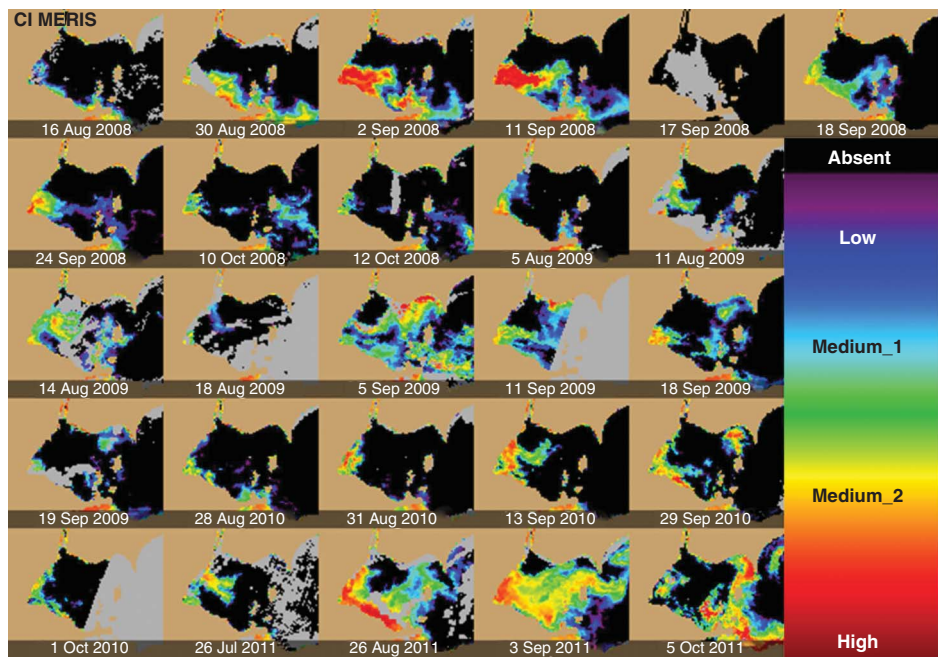 CI MERIS
16 Aug 2008
30 Aug 2008
2 Sep 2008
11 Sep 2008
17 Sep 2008
18 Sep 2008
24 Sep 2008
10 Oct 2008
12 Oct 2008
5 Aug 2009
11 Aug 2009
14 Aug 2009
18 Aug 2009
5 Sep 2009
11 Sep 2009
18 Sep 2009
19 Sep 2009
28 Aug 2010
31 Aug 2010
13 Sep 2010
29 Sep 2010
1 Oct 2010
26 Jul 2011
26 Aug 2011
3 Sep 2011
5 Oct 2011
Absent
Low
Medium_1
Medium_2
High